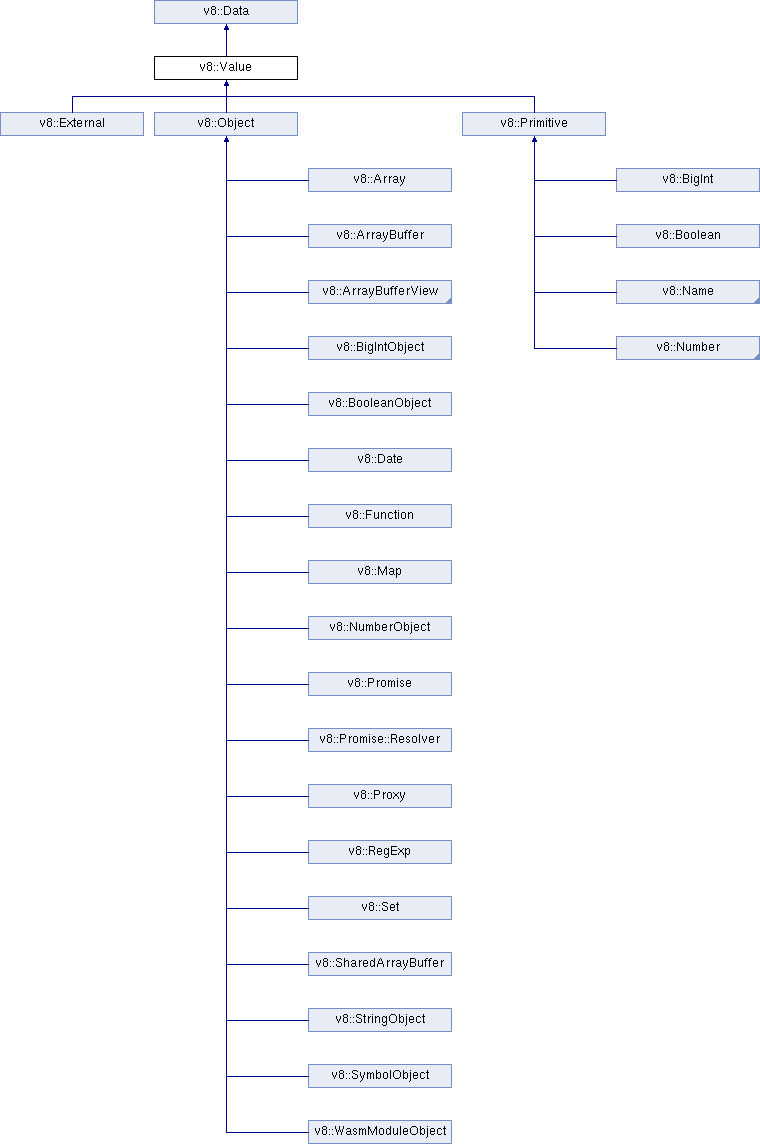 v8::Data
v8::Value
v8::External
v8::Object
v8::Primitive
v8::Array
v8::BigInt
v8::ArrayBuffer
v8::Boolean
v8::ArrayBufferView
v8::Name
v8::BigIntObject
v8::Number
v8::BooleanObject
v8::Date
v8::Function
v8::Map
v8::NumberObject
v8::Promise
v8::Promise::Resolver
v8::Proxy
v8::RegExp
v8::Set
v8::SharedArrayBuffer
v8::StringObject
v8::SymbolObject
v8::WasmModuleObject